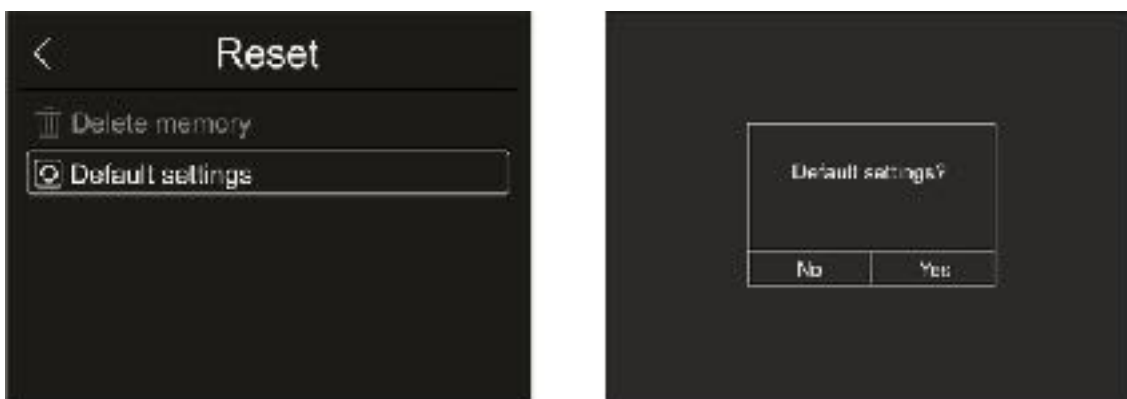 Reset
Delete memory
Default settings
Default settings?
No
Yes